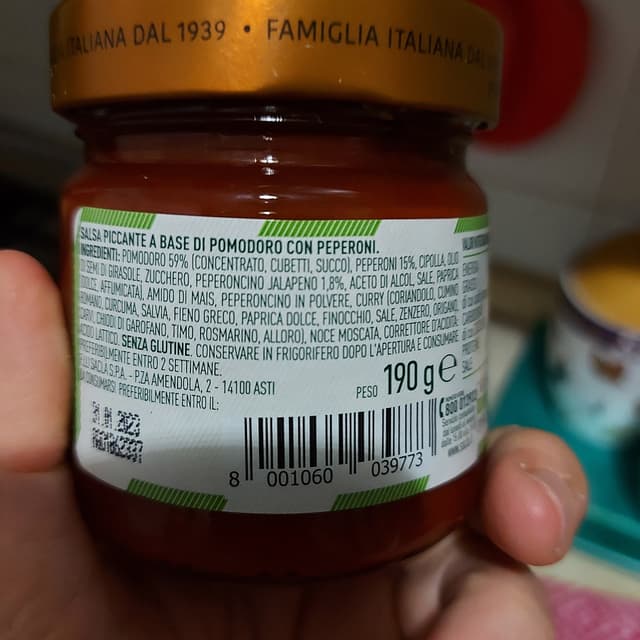 ITALIANA DAL 1939 • FAMIGLIA ITALIANA DAL
SALSA PICCANTE A BASE DI POMODORO CON PEPERONI.
INGREDIENTI: POMODORO 59% (CONCENTRATO, CUBETTI, SUCCO), PEPERONI 15%, CIPOLLA, OLIO
DI SEMI DI GIRASOLE, ZUCCHERO, PEPERONCINO JALAPENO 1,8%, ACETO DI ALCOL, SALE, PAPRICA
DOLCE, AFFUMICATA), AMIDO DI MAIS, PEPERONCINO IN POLVERE, CURRY (CORIANDOLO, CUMINO
ROMANO, CURCUMA, SALVIA, FIENO GRECO, PAPRICA DOLCE, FINOCCHIO, SALE, ZENZERO, ORIGANO,
CHIODI DI GAROFANO, TIMO, ROSMARINO, ALLORO), NOCE MOSCATA, CORRETTORE D'ACIDITÀ:
ACIDO LATTICO. SENZA GLUTINE. CONSERVARE IN FRIGORIFERO DOPO L'APERTURA E CONSUMARE
PREFERIBILMENTE ENTRO 2 SETTIMANE.
SACLÀ S.P.A. - P.ZA AMENDOLA, 2 - 14100 ASTI
DA CONSUMARSI PREFERIBILMENTE ENTRO IL:
PESO 190 g e
8 001060 039773